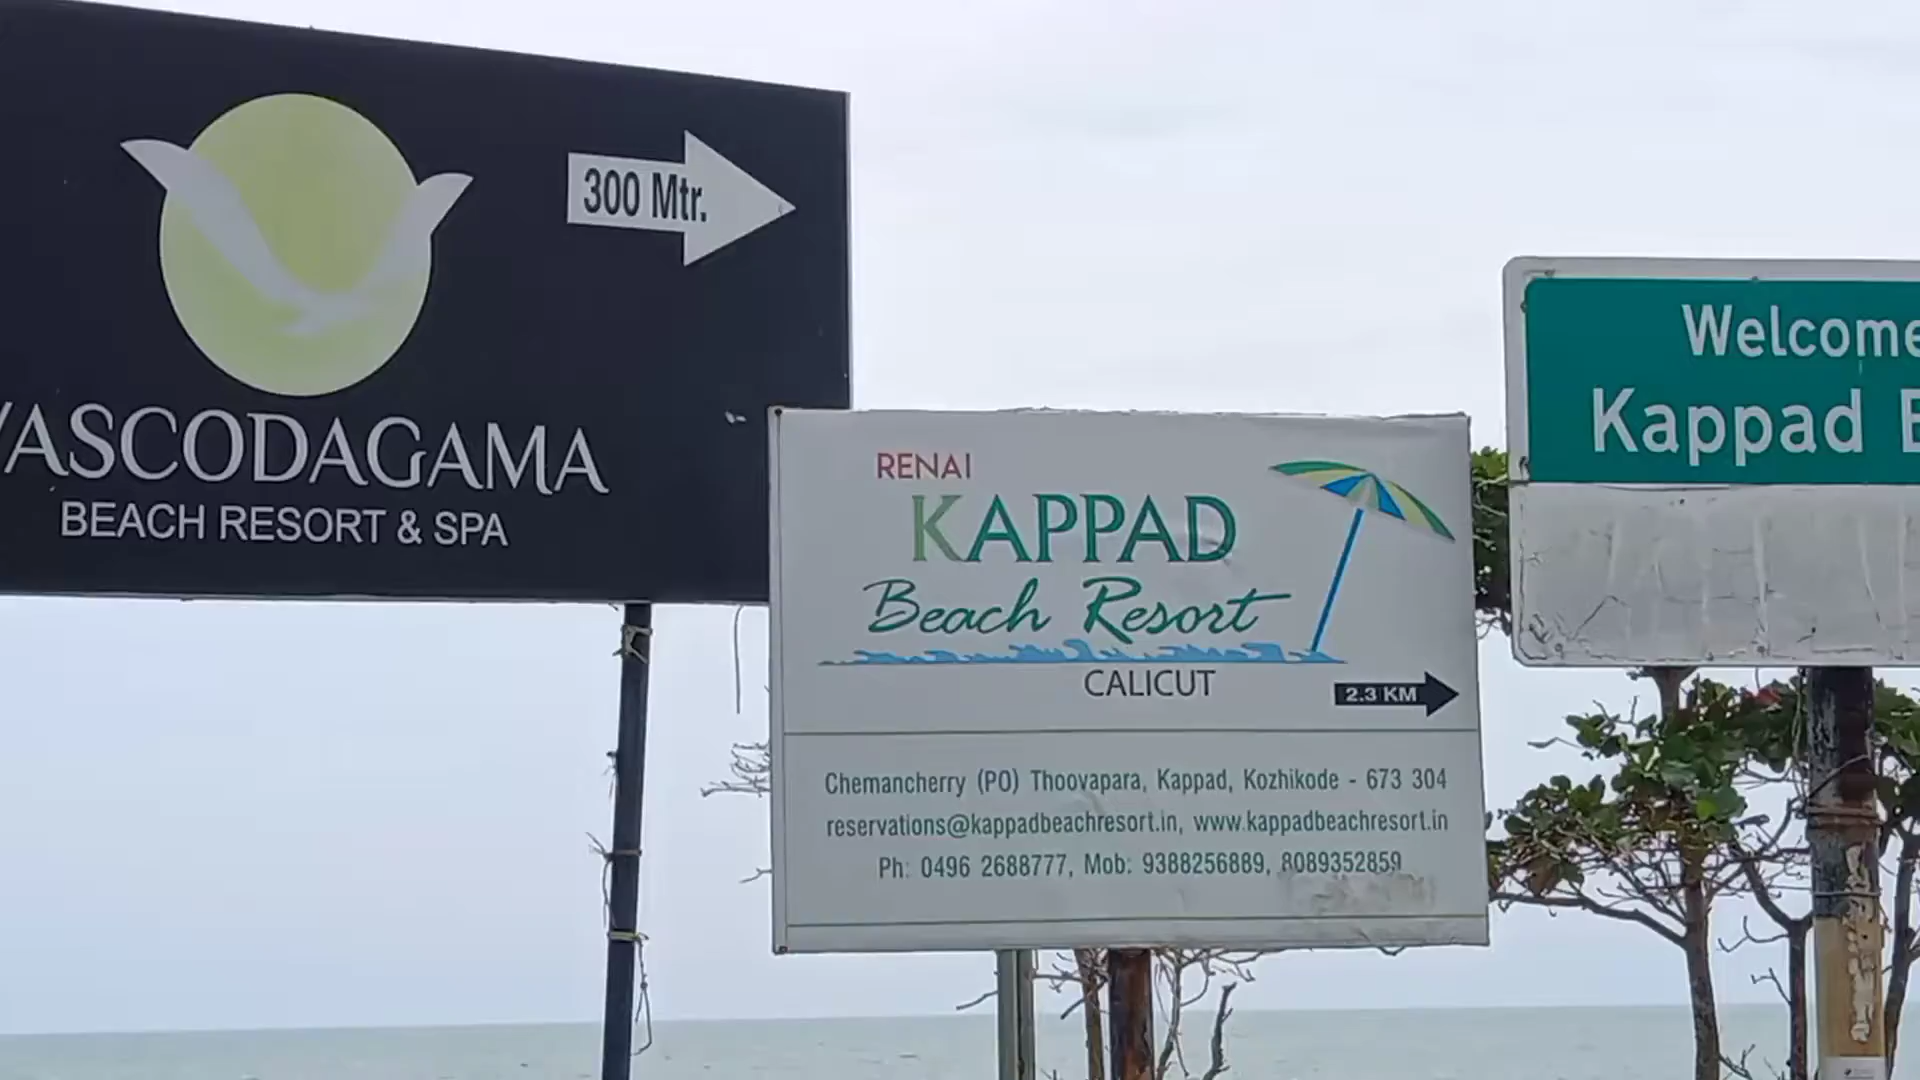 300 Mtr.
VASCODAGAMA
BEACH RESORT & SPA
RENAI
KAPPAD
Beach Resort
CALICUT
2.3 KM
Chemancherry (PO) Thoovapara, Kappad, Kozhikode - 673 304
reservations@kappadbeachresort.in, www.kappadbeachresort.in
Ph: 0496 2688777, Mob: 9388256889, 8089352859
Welcome
Kappad